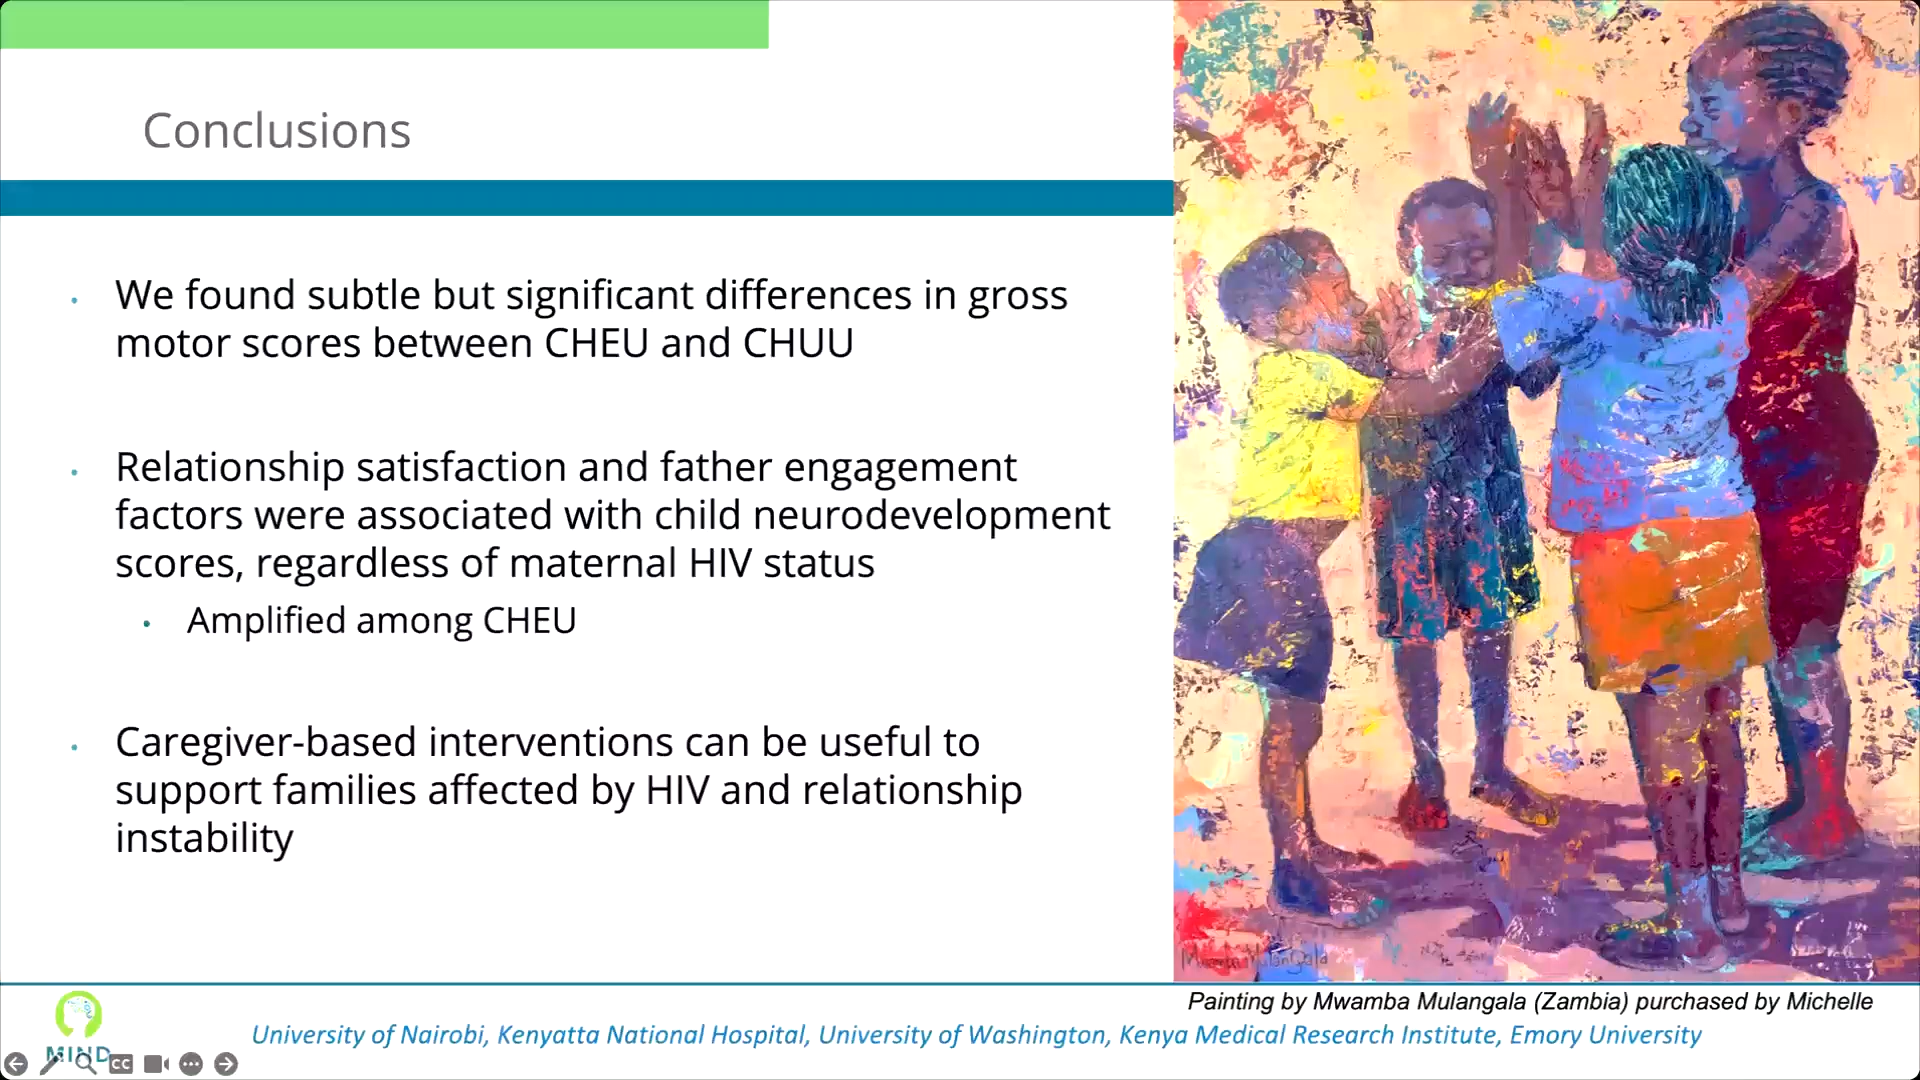 Conclusions
• We found subtle but significant differences in gross
motor scores between CHEU and CHUU
• Relationship satisfaction and father engagement
factors were associated with child neurodevelopment
scores, regardless of maternal HIV status
• Amplified among CHEU
• Caregiver-based interventions can be useful to
support families affected by HIV and relationship
instability
Painting by Mwamba Mulangala (Zambia) purchased by Michelle
University of Nairobi, Kenyatta National Hospital, University of Washington, Kenya Medical Research Institute, Emory University
MIND
CC